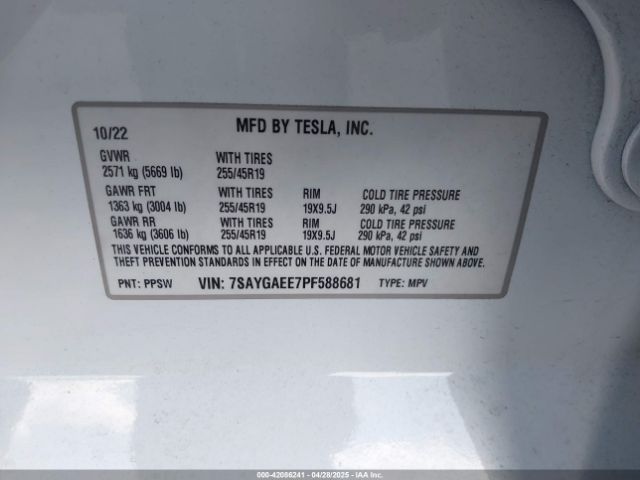 10/22 MFD BY TESLA, INC.
GVWR WITH TIRES
2571 kg (5669 lb) 255/45R19
GAWR FRT WITH TIRES RIM COLD TIRE PRESSURE
1363 kg (3004 lb) 255/45R19 19X9.5J 290 kPa, 42 psi
GAWR RR WITH TIRES RIM COLD TIRE PRESSURE
1636 kg (3606 lb) 255/45R19 19X9.5J 290 kPa, 42 psi
THIS VEHICLE CONFORMS TO ALL APPLICABLE U.S. FEDERAL MOTOR VEHICLE SAFETY AND
THEFT PREVENTION STANDARDS IN EFFECT ON THE DATE OF MANUFACTURE SHOWN ABOVE.
PNT: PPSW VIN: 7SAYGAEE7PF588681 TYPE: MPV
000-42086241 - 04/28/2025 - IAA Inc.